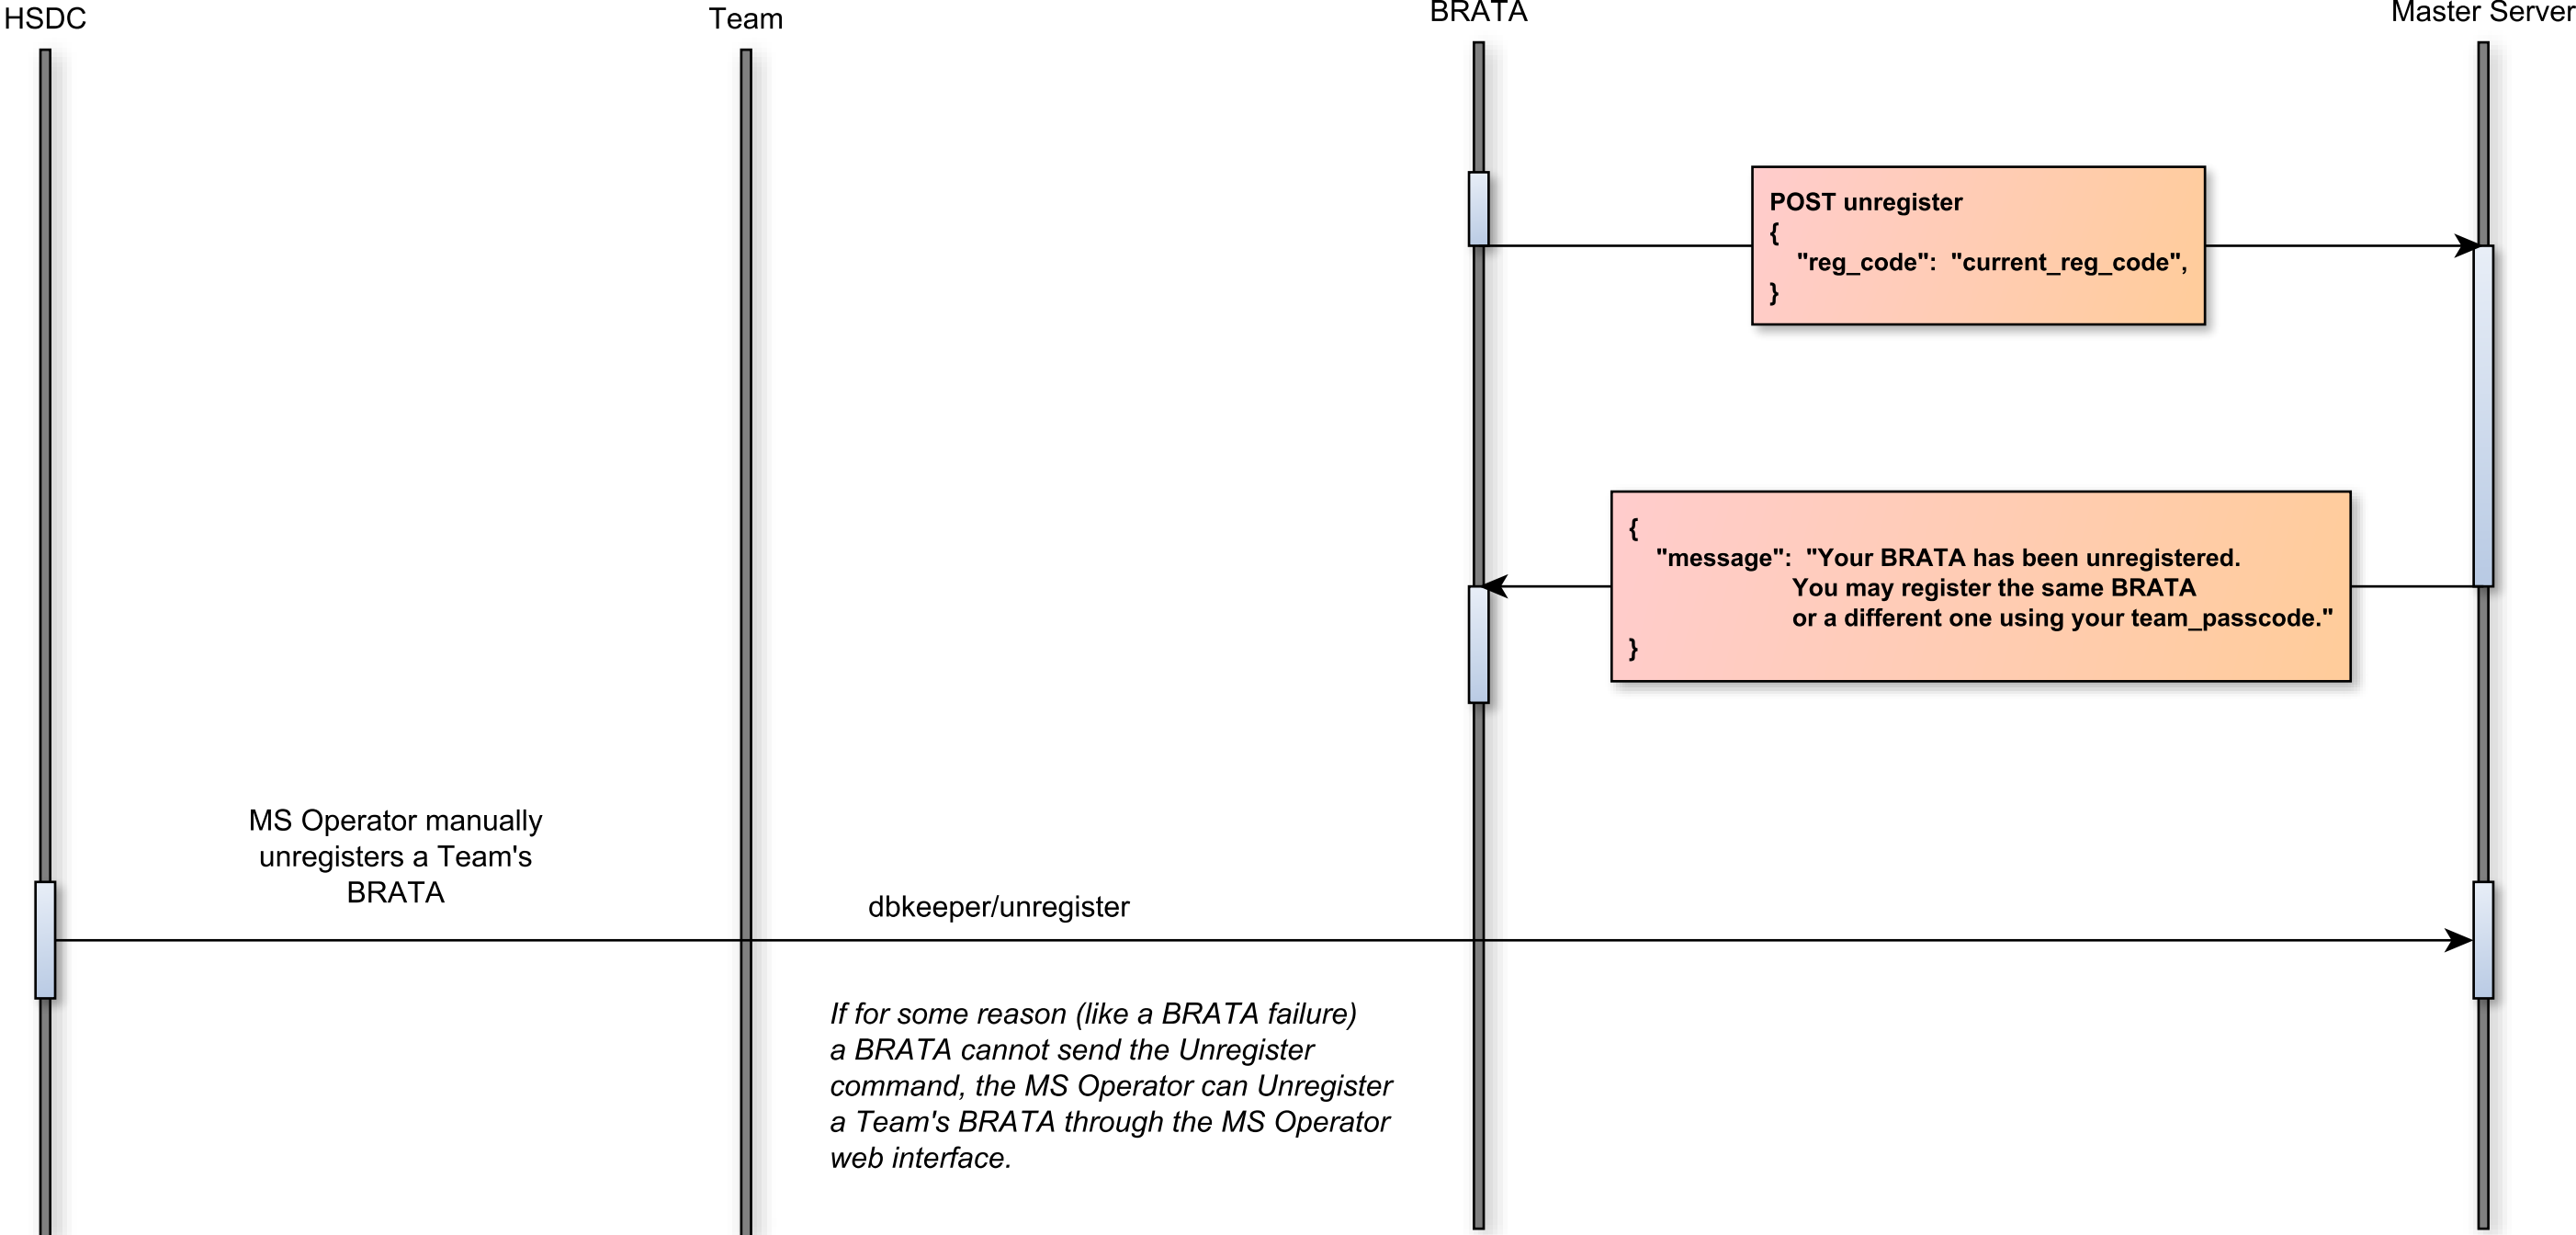 HSDC
Team
BRATA
Master Server
POST unregister
{
"reg_code": "current_reg_code",
}
{
"message": "Your BRATA has been unregistered.
You may register the same BRATA
or a different one using your team_passcode."
}
MS Operator manually
unregisters a Team's
BRATA
dbkeeper/unregister
If for some reason (like a BRATA failure)
a BRATA cannot send the Unregister
command, the MS Operator can Unregister
a Team's BRATA through the MS Operator
web interface.